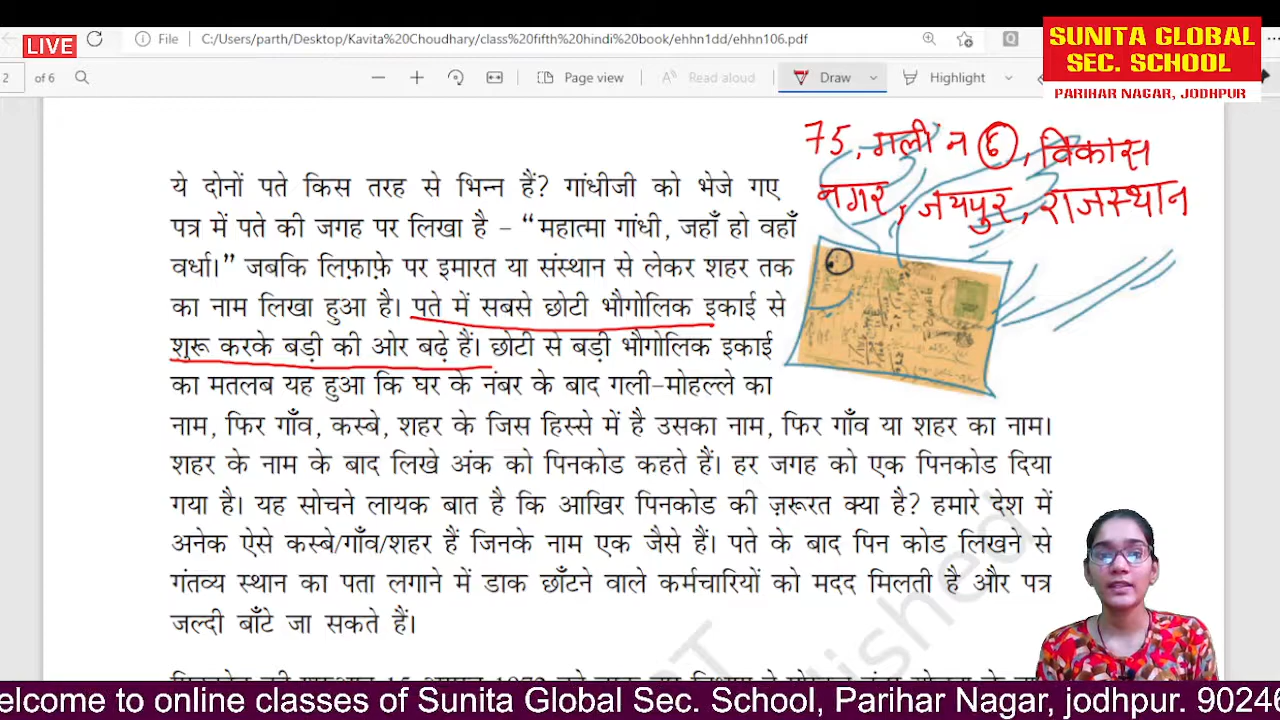 LIVE
File C:/Users/parth/Desktop/Kavita%20Choudhary/class%20fifth%20hindi%20book/ehhn1dd/ehhn106.pdf
SUNITA GLOBAL
SEC. SCHOOL
PARIHAR NAGAR, JODHPUR
2 of 6 Page view Read aloud Draw Highlight
75, गली न 6, विकास
नगर, जयपुर, राजस्थान
ये दोनों पते किस तरह से भिन्न हैं? गांधीजी को भेजे गए
पत्र में पते की जगह पर लिखा है – “महात्मा गांधी, जहाँ हो वहाँ
वर्धा।” जबकि लिफ़ाफ़े पर इमारत या संस्थान से लेकर शहर तक
का नाम लिखा हुआ है। पते में सबसे छोटी भौगोलिक इकाई से
शुरू करके बड़ी की ओर बढ़े हैं। छोटी से बड़ी भौगोलिक इकाई
का मतलब यह हुआ कि घर के नंबर के बाद गली-मोहल्ले का
नाम, फिर गाँव, कस्बे, शहर के जिस हिस्से में है उसका नाम, फिर गाँव या शहर का नाम।
शहर के नाम के बाद लिखे अंक को पिनकोड कहते हैं। हर जगह को एक पिनकोड दिया
गया है। यह सोचने लायक बात है कि आखिर पिनकोड की ज़रूरत क्या है? हमारे देश में
अनेक ऐसे कस्बे/गाँव/शहर हैं जिनके नाम एक जैसे हैं। पते के बाद पिन कोड लिखने से
गंतव्य स्थान का पता लगाने में डाक छाँटने वाले कर्मचारियों को मदद मिलती है और पत्र
जल्दी बाँटे जा सकते हैं।
elcome to online classes of Sunita Global Sec. School, Parihar Nagar, jodhpur. 90246